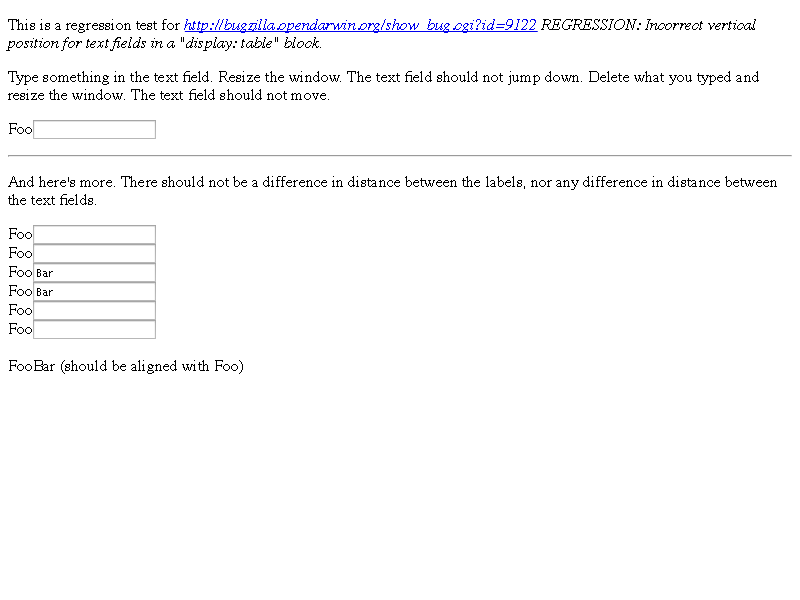 This is a regression test for http://bugzilla.opendarwin.org/show_bug.cgi?id=9122 REGRESSION: Incorrect vertical
position for text fields in a "display: table" block.
Type something in the text field. Resize the window. The text field should not jump down. Delete what you typed and
resize the window. The text field should not move.
Foo
And here's more. There should not be a difference in distance between the labels, nor any difference in distance between
the text fields.
Foo
Foo
Foo Bar
Foo Bar
Foo
Foo
FooBar (should be aligned with Foo)